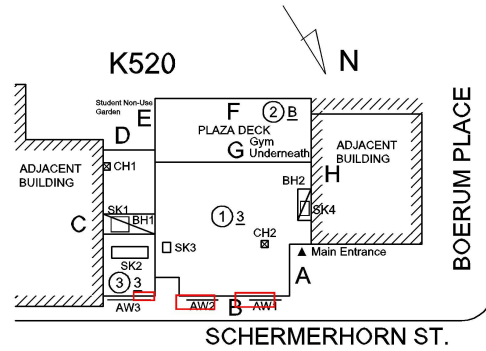 K520
N
Student Non-Use
Garden
E
F
2 B
D
PLAZA DECK
G Gym
Underneath
ADJACENT
BUILDING
CH1
BH2
H
ADJACENT
BUILDING
SK1
BH1
C
1 3
SK4
SK3
CH2
SK2
Main Entrance
3 3
A
AW3
AW2
B
AW1
BOERUM PLACE
SCHERMERHORN ST.